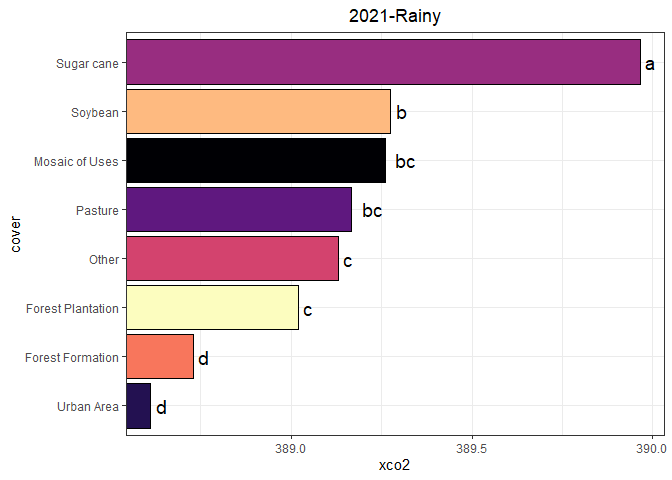 2021-Rainy
Sugar cane
a
Soybean
b
Mosaic of Uses
bc
Pasture
bc
Other
c
Forest Plantation
c
Forest Formation
d
Urban Area
d
cover
389.0 389.5 390.0
xco2